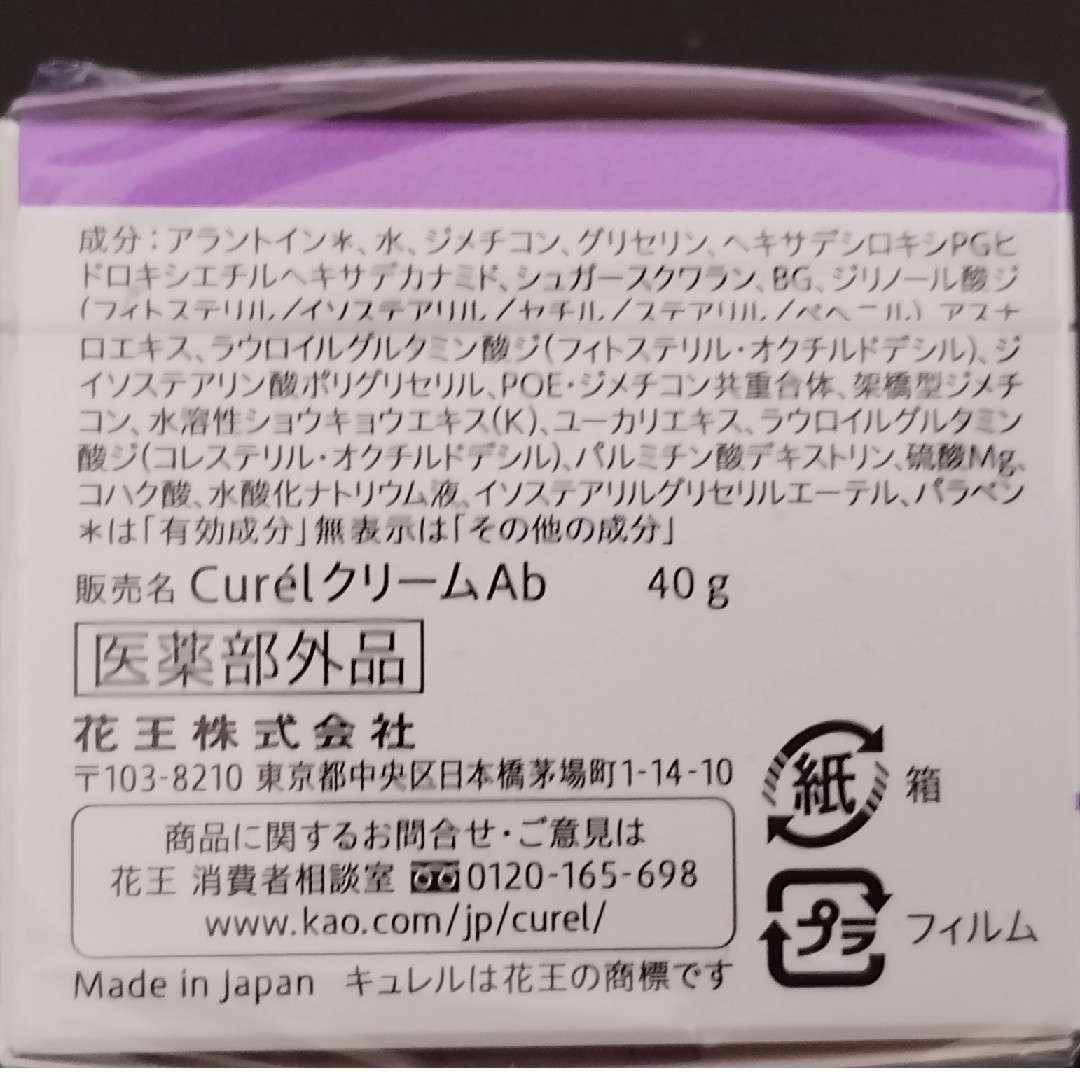 成分：アラントイン＊、水、ジメチコン、グリセリン、ヘキサデシロキシPGヒ
ドロキシエチルヘキサデカナミド、シュガースクワラン、BG、ジリノール酸ジ
(フィトステリル/イソステアリル/セチル/ステアリル/ベヘニル)、アスナ
ロエキス、ラウロイルグルタミン酸ジ(フィトステリル・オクチルドデシル)、ジ
イソステアリン酸ポリグリセリル、POE・ジメチコン共重合体、架橋型ジメチ
コン、水溶性ショウキョウエキス(K)、ユーカリエキス、ラウロイルグルタミン
酸ジ(コレステリル・オクチルドデシル)、パルミチン酸デキストリン、硫酸Mg、
コハク酸、水酸化ナトリウム液、イソステアリルグリセリルエーテル、パラベン
＊は「有効成分」無表示は「その他の成分」
販売名 CurélクリームAb 40g
医薬部外品
花王株式会社
〒103-8210 東京都中央区日本橋茅場町1-14-10
商品に関するお問合せ・ご意見は
花王 消費者相談室 0120-165-698
www.kao.com/jp/curel/
Made in Japan キュレルは花王の商標です
紙 箱
プラ フィルム